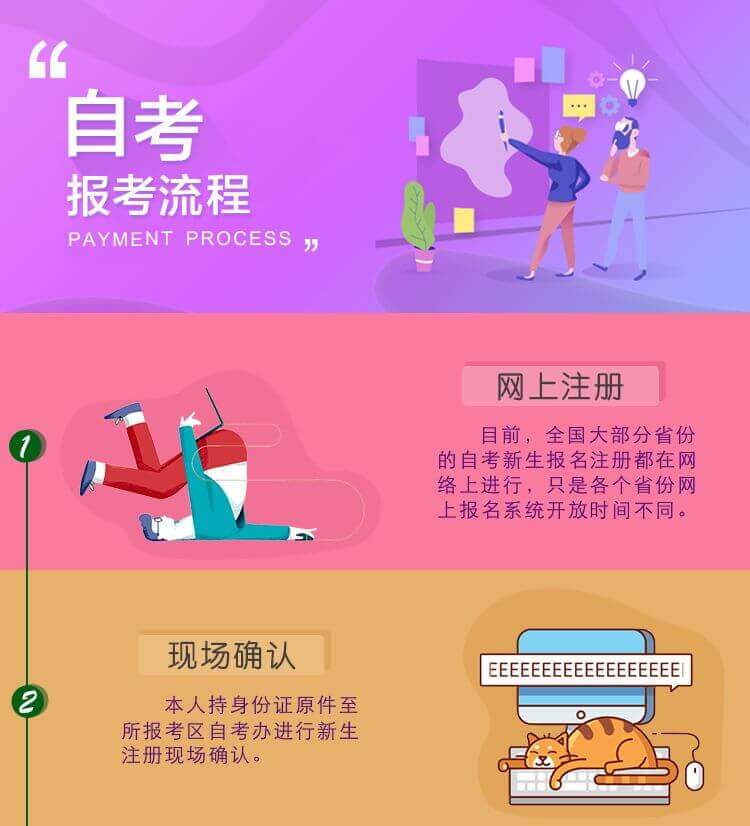 “
自考
报考流程
PAYMENT PROCESS „
1
网上注册
目前，全国大部分省份
的自考新生报名注册都在网
络上进行，只是各个省份网
上报名系统开放时间不同。
2
现场确认
本人持身份证原件至
所报考区自考办进行新生
注册现场确认。
EEEEEEEEEEEEEEEEEEE